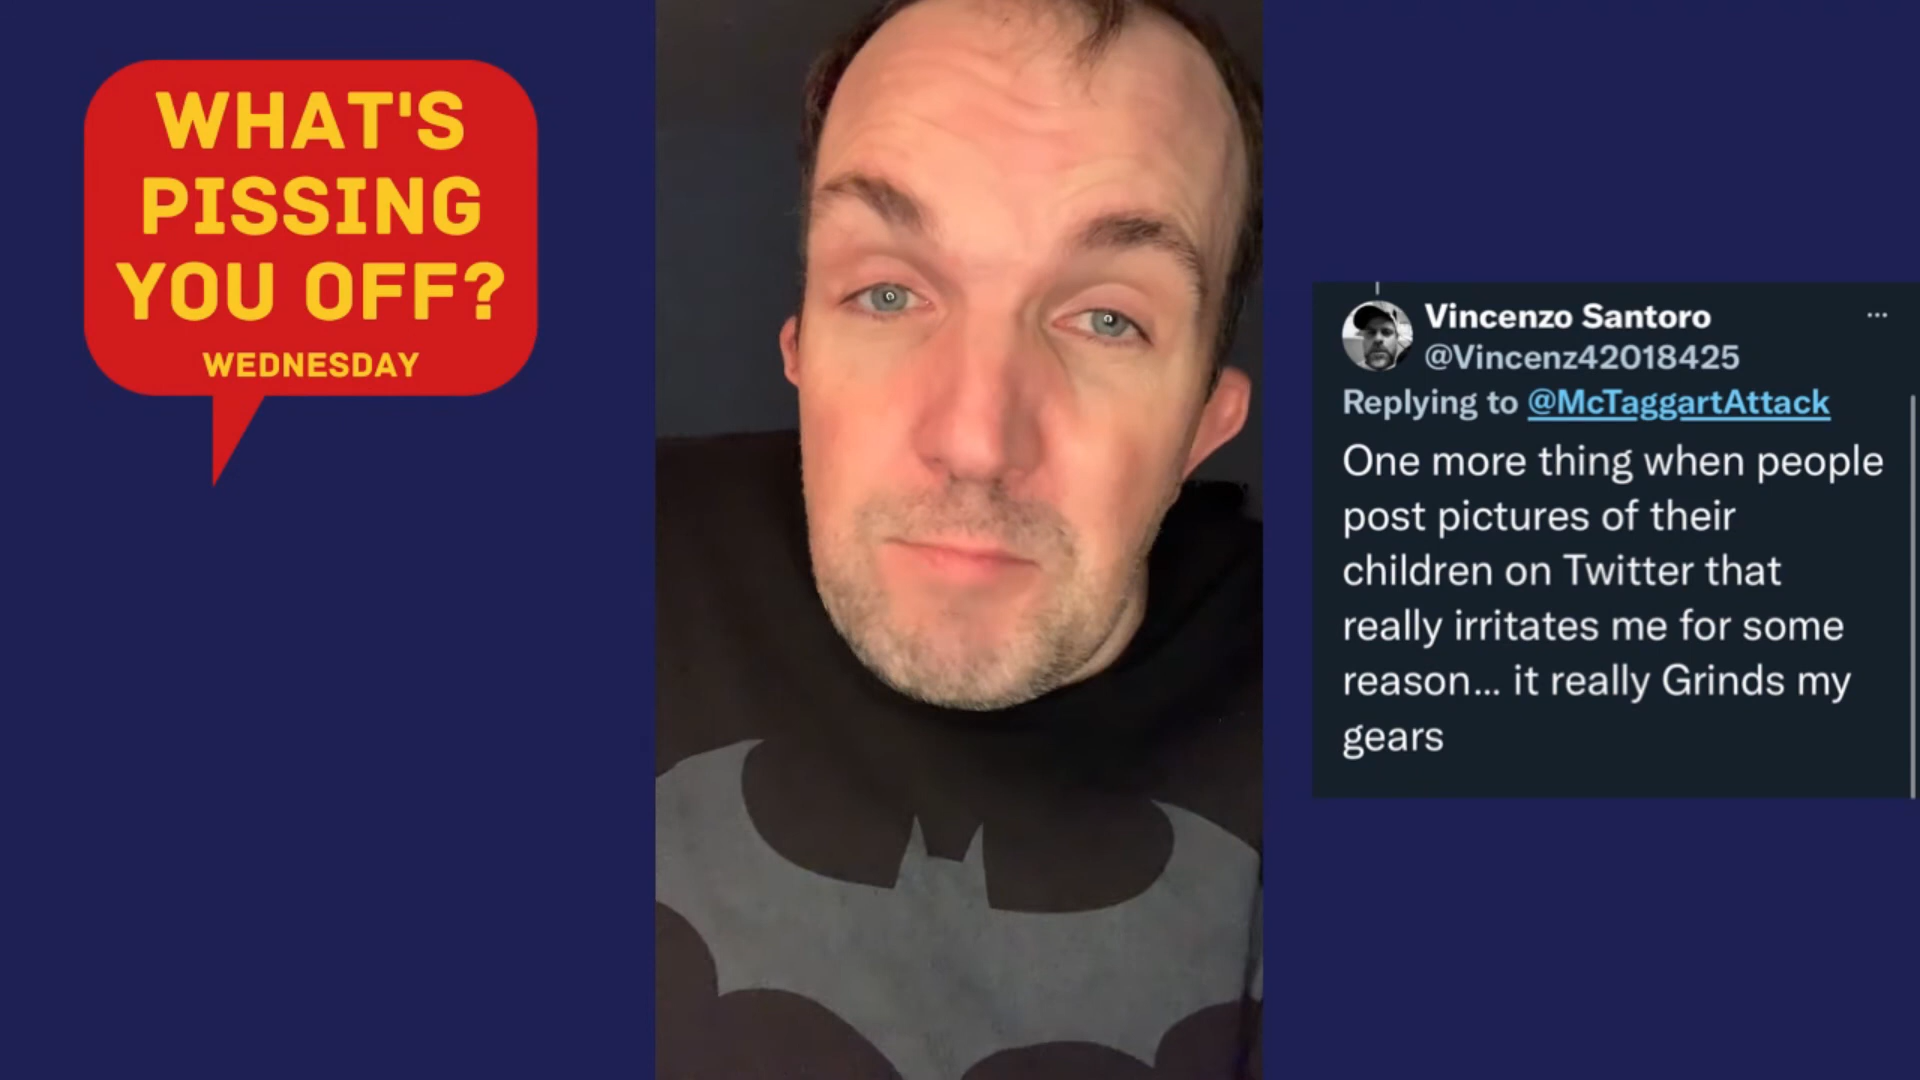 WHAT'S
PISSING
YOU OFF?
WEDNESDAY
Vincenzo Santoro
@Vincenz42018425
Replying to @McTaggartAttack
One more thing when people
post pictures of their
children on Twitter that
really irritates me for some
reason... it really Grinds my
gears